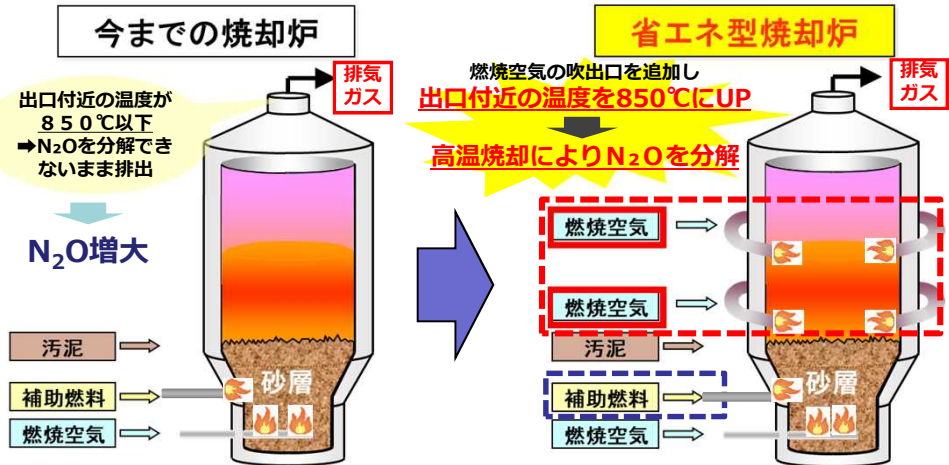 今までの焼却炉
排気
ガス
出口付近の温度が
８５０℃以下
➡N₂Oを分解でき
ないまま排出
N₂O増大
汚泥
補助燃料
燃焼空気
砂層
省エネ型焼却炉
排気
ガス
燃焼空気の吹出口を追加し
出口付近の温度を850℃にUP
高温焼却によりN₂Oを分解
燃焼空気
燃焼空気
汚泥
補助燃料
燃焼空気
砂層